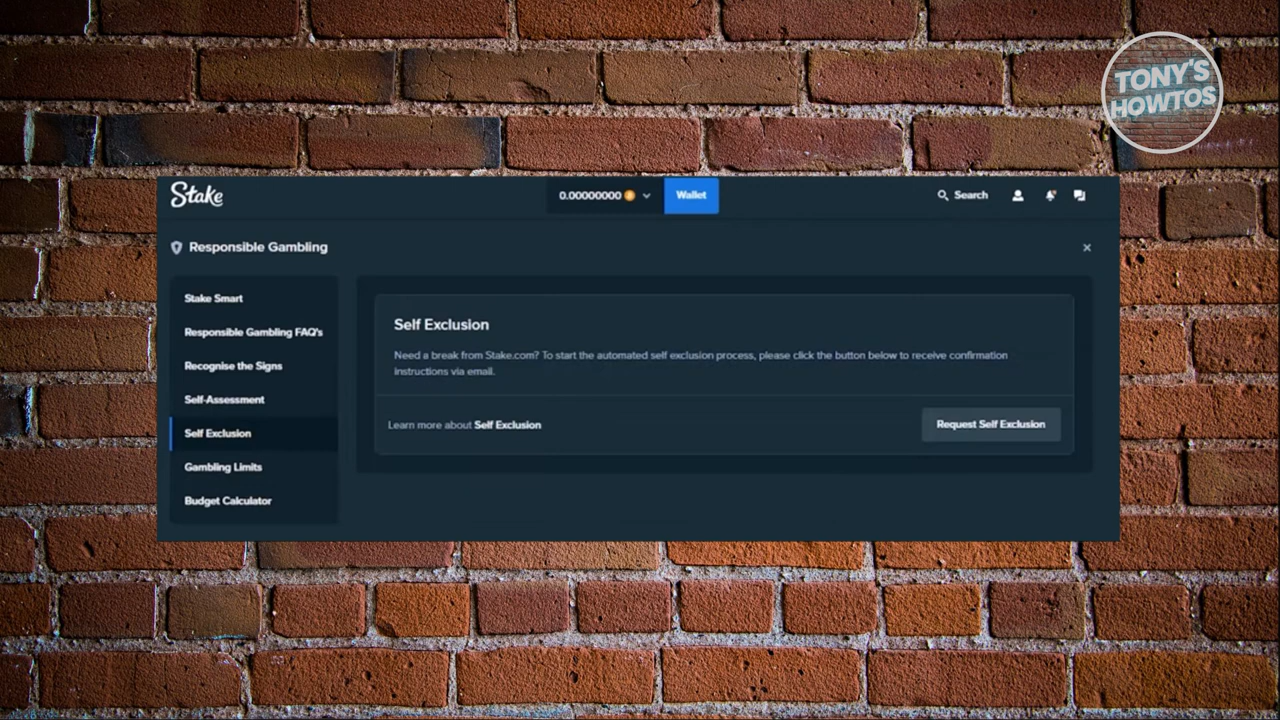 TONY'S
HOWTOS
Stake
0.00000000
Wallet
Search
Responsible Gambling
Stake Smart
Responsible Gambling FAQ's
Recognise the Signs
Self-Assessment
Self Exclusion
Gambling Limits
Budget Calculator
Self Exclusion
Need a break from Stake.com? To start the automated self exclusion process, please click the button below to receive confirmation
instructions via email.
Learn more about Self Exclusion
Request Self Exclusion